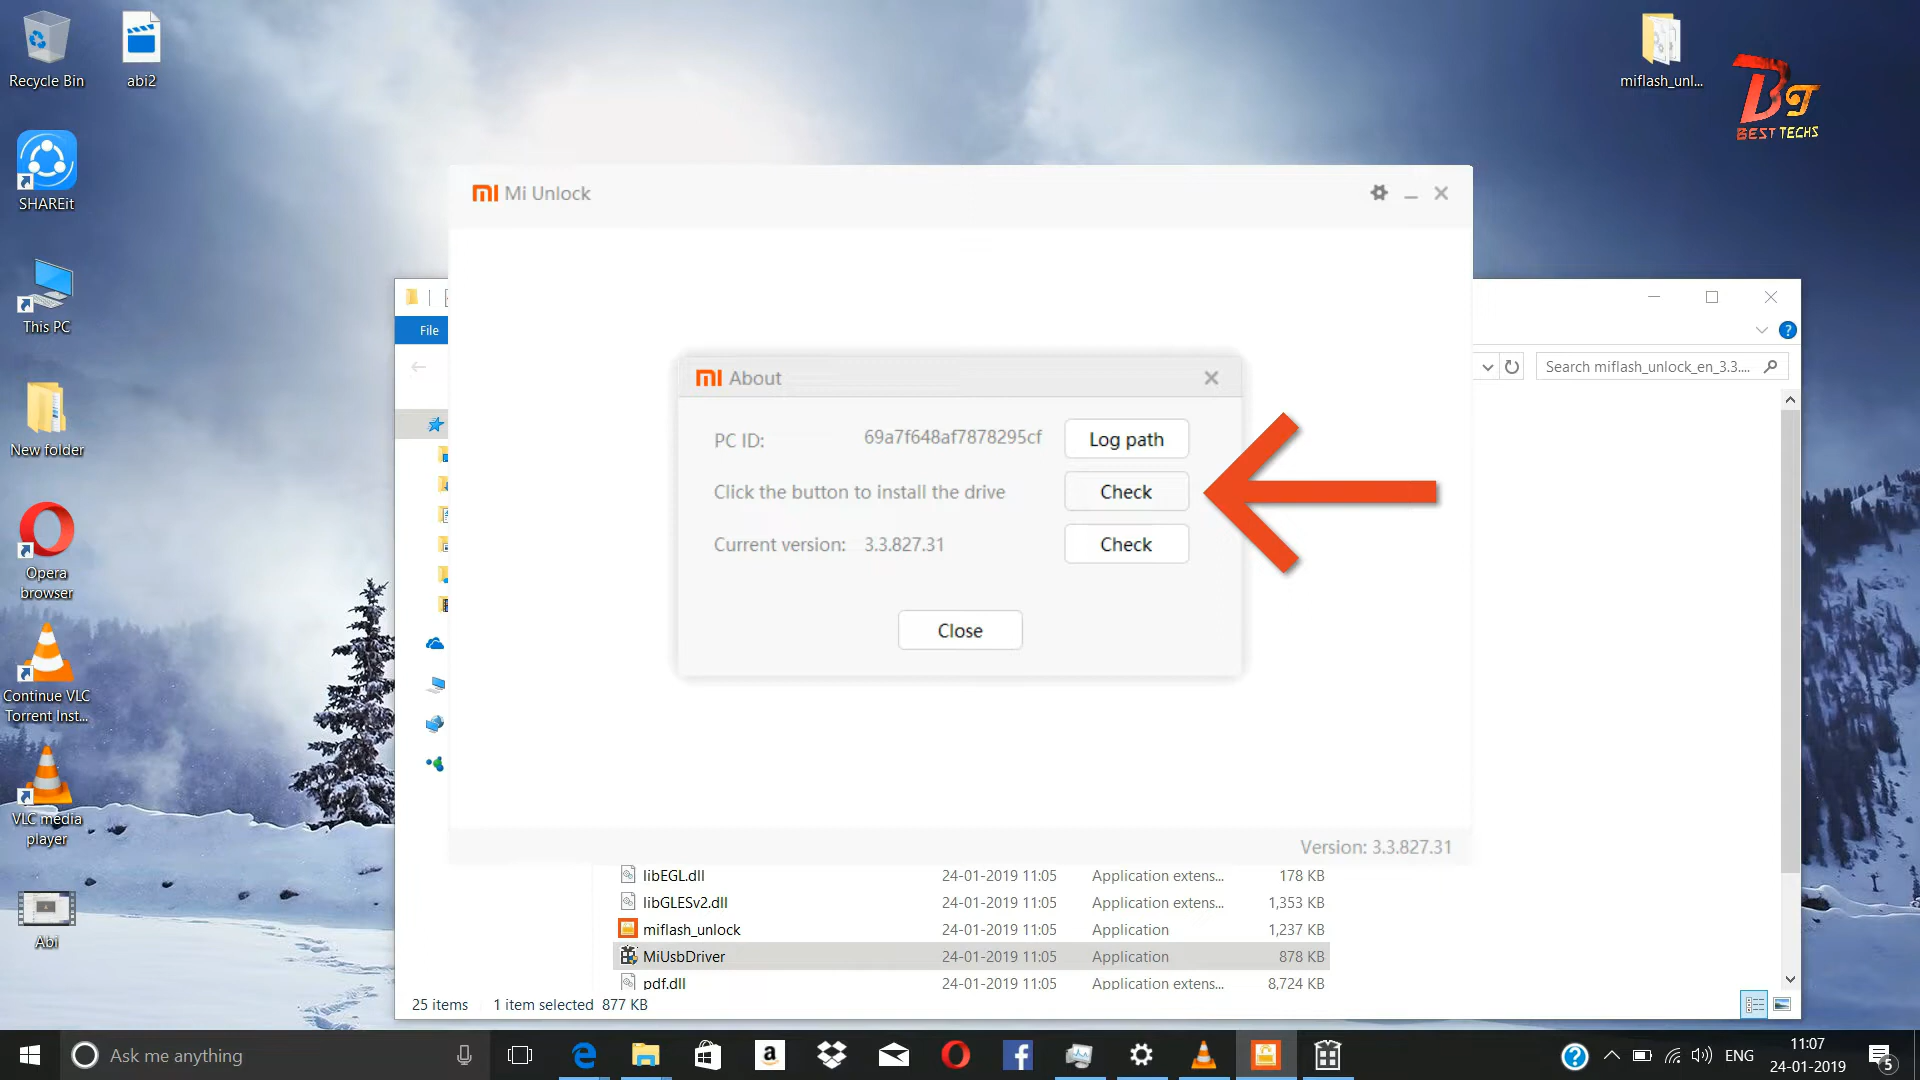 Recycle Bin
abi2
miflash_unl...
BT
BEST TECHS
SHAREit
This PC
New folder
Opera
browser
Continue VLC
Torrent Inst...
VLC media
player
Abi
mi Mi Unlock
File
Search miflash_unlock_en_3.3....
mi About
PC ID: 69a7f648af7878295cf Log path
Click the button to install the drive Check
Current version: 3.3.827.31 Check
Close
Version: 3.3.827.31
libEGL.dll 24-01-2019 11:05 Application extens... 178 KB
libGLESv2.dll 24-01-2019 11:05 Application extens... 1,353 KB
miflash_unlock 24-01-2019 11:05 Application 1,237 KB
MiUsbDriver 24-01-2019 11:05 Application 878 KB
pdf.dll 24-01-2019 11:05 Application extens... 8,724 KB
25 items 1 item selected 877 KB
Ask me anything
ENG
11:07
24-01-2019
5